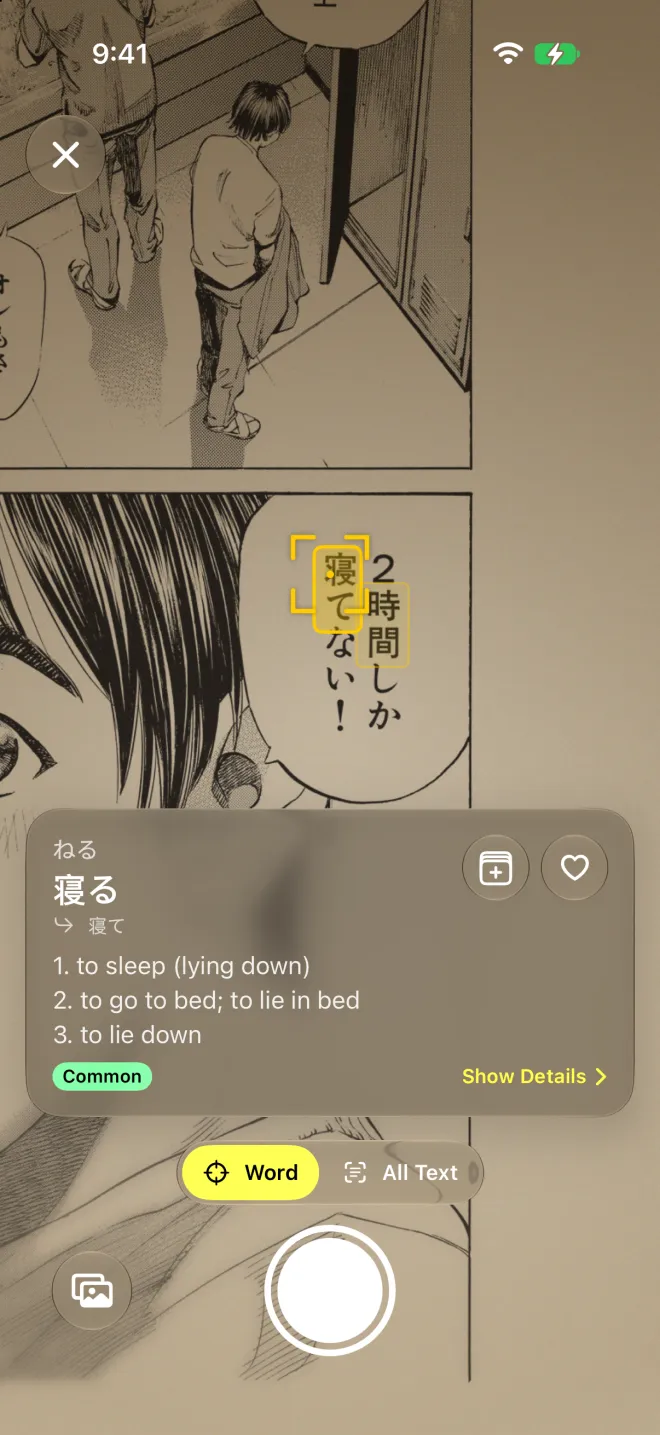 9:41
2時間しか
寝てない！
ねる
寝る
寝て
1. to sleep (lying down)
2. to go to bed; to lie in bed
3. to lie down
Common
Show Details
Word
All Text